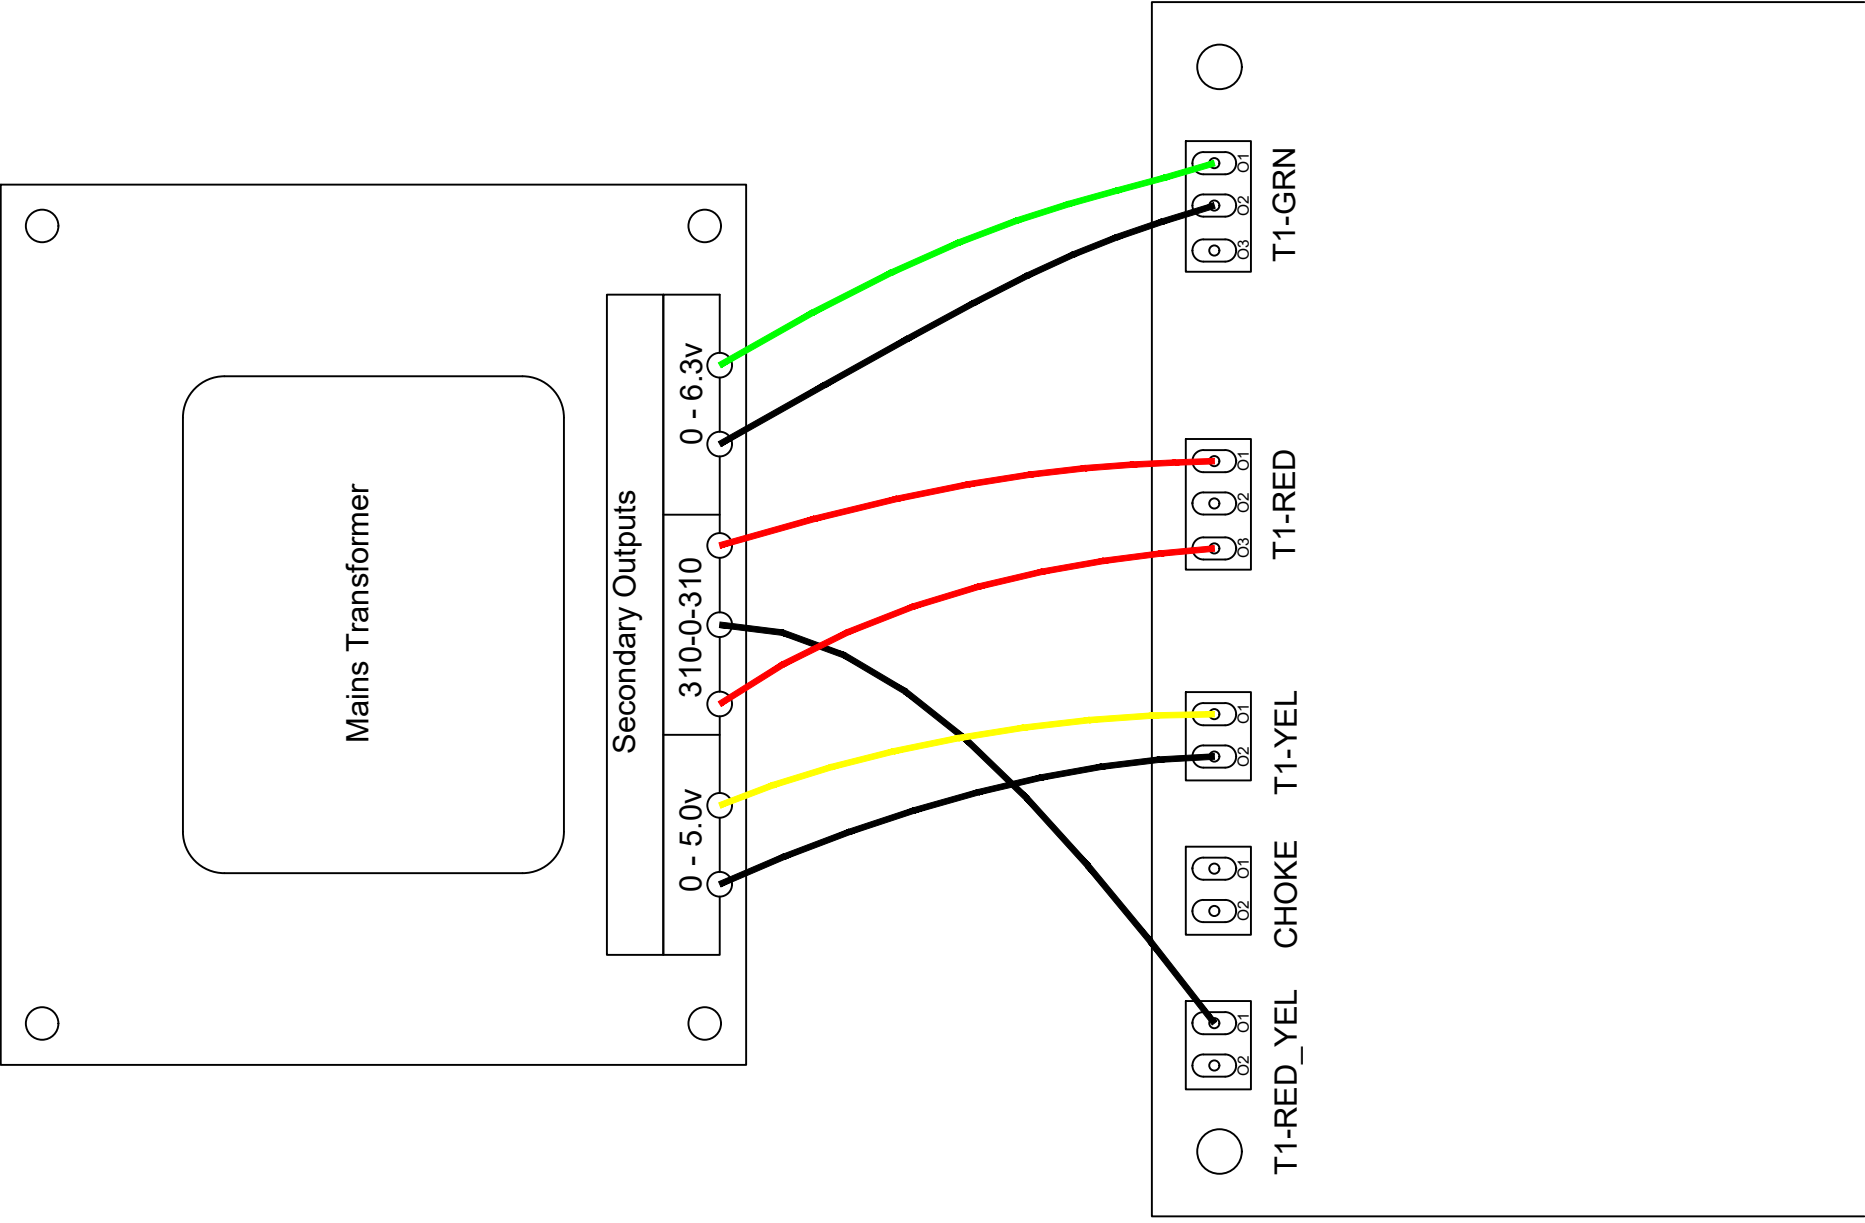 Mains Transformer
Secondary Outputs
0 - 6.3v
310-0-310
0 - 5.0v
O1
O2
O3
T1-GRN
O1
O2
O3
T1-RED
O1
O2
T1-YEL
O1
O2
CHOKE
O1
O2
T1-RED_YEL